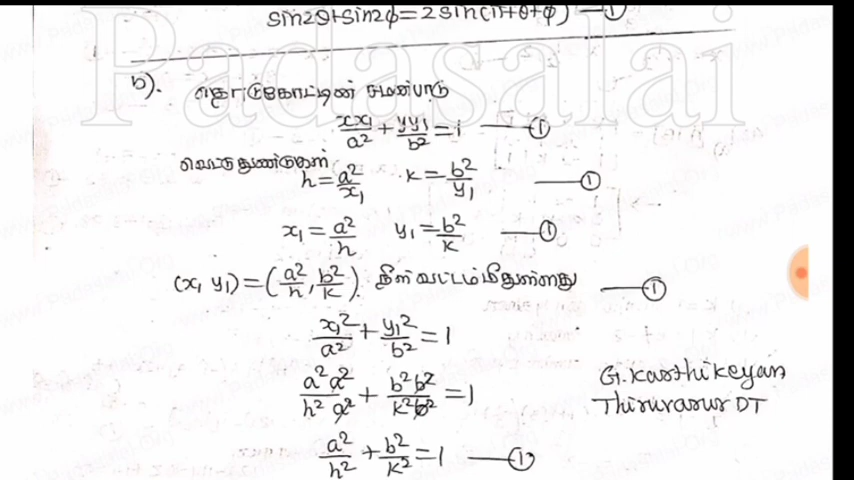 sin2θ+sin2ϕ=2sin(π+θ+ϕ) —①
Padasalai
b). தொடுகோட்டின் சமன்பாடு
xx₁/a² + yy₁/b² = 1 —①
வெட்டுதுண்டுகள்
h = a²/x₁ k = b²/y₁ —①
x₁ = a²/h y₁ = b²/k —①
(x₁ y₁) = (a²/h, b²/k). நீள்வட்டம்மீதுள்ளது —①
x₁²/a² + y₁²/b² = 1
a²a²/h²a² + b²b²/k²b² = 1
G.Karthikeyan
Thiruvarur DT
a²/h² + b²/k² = 1 —①